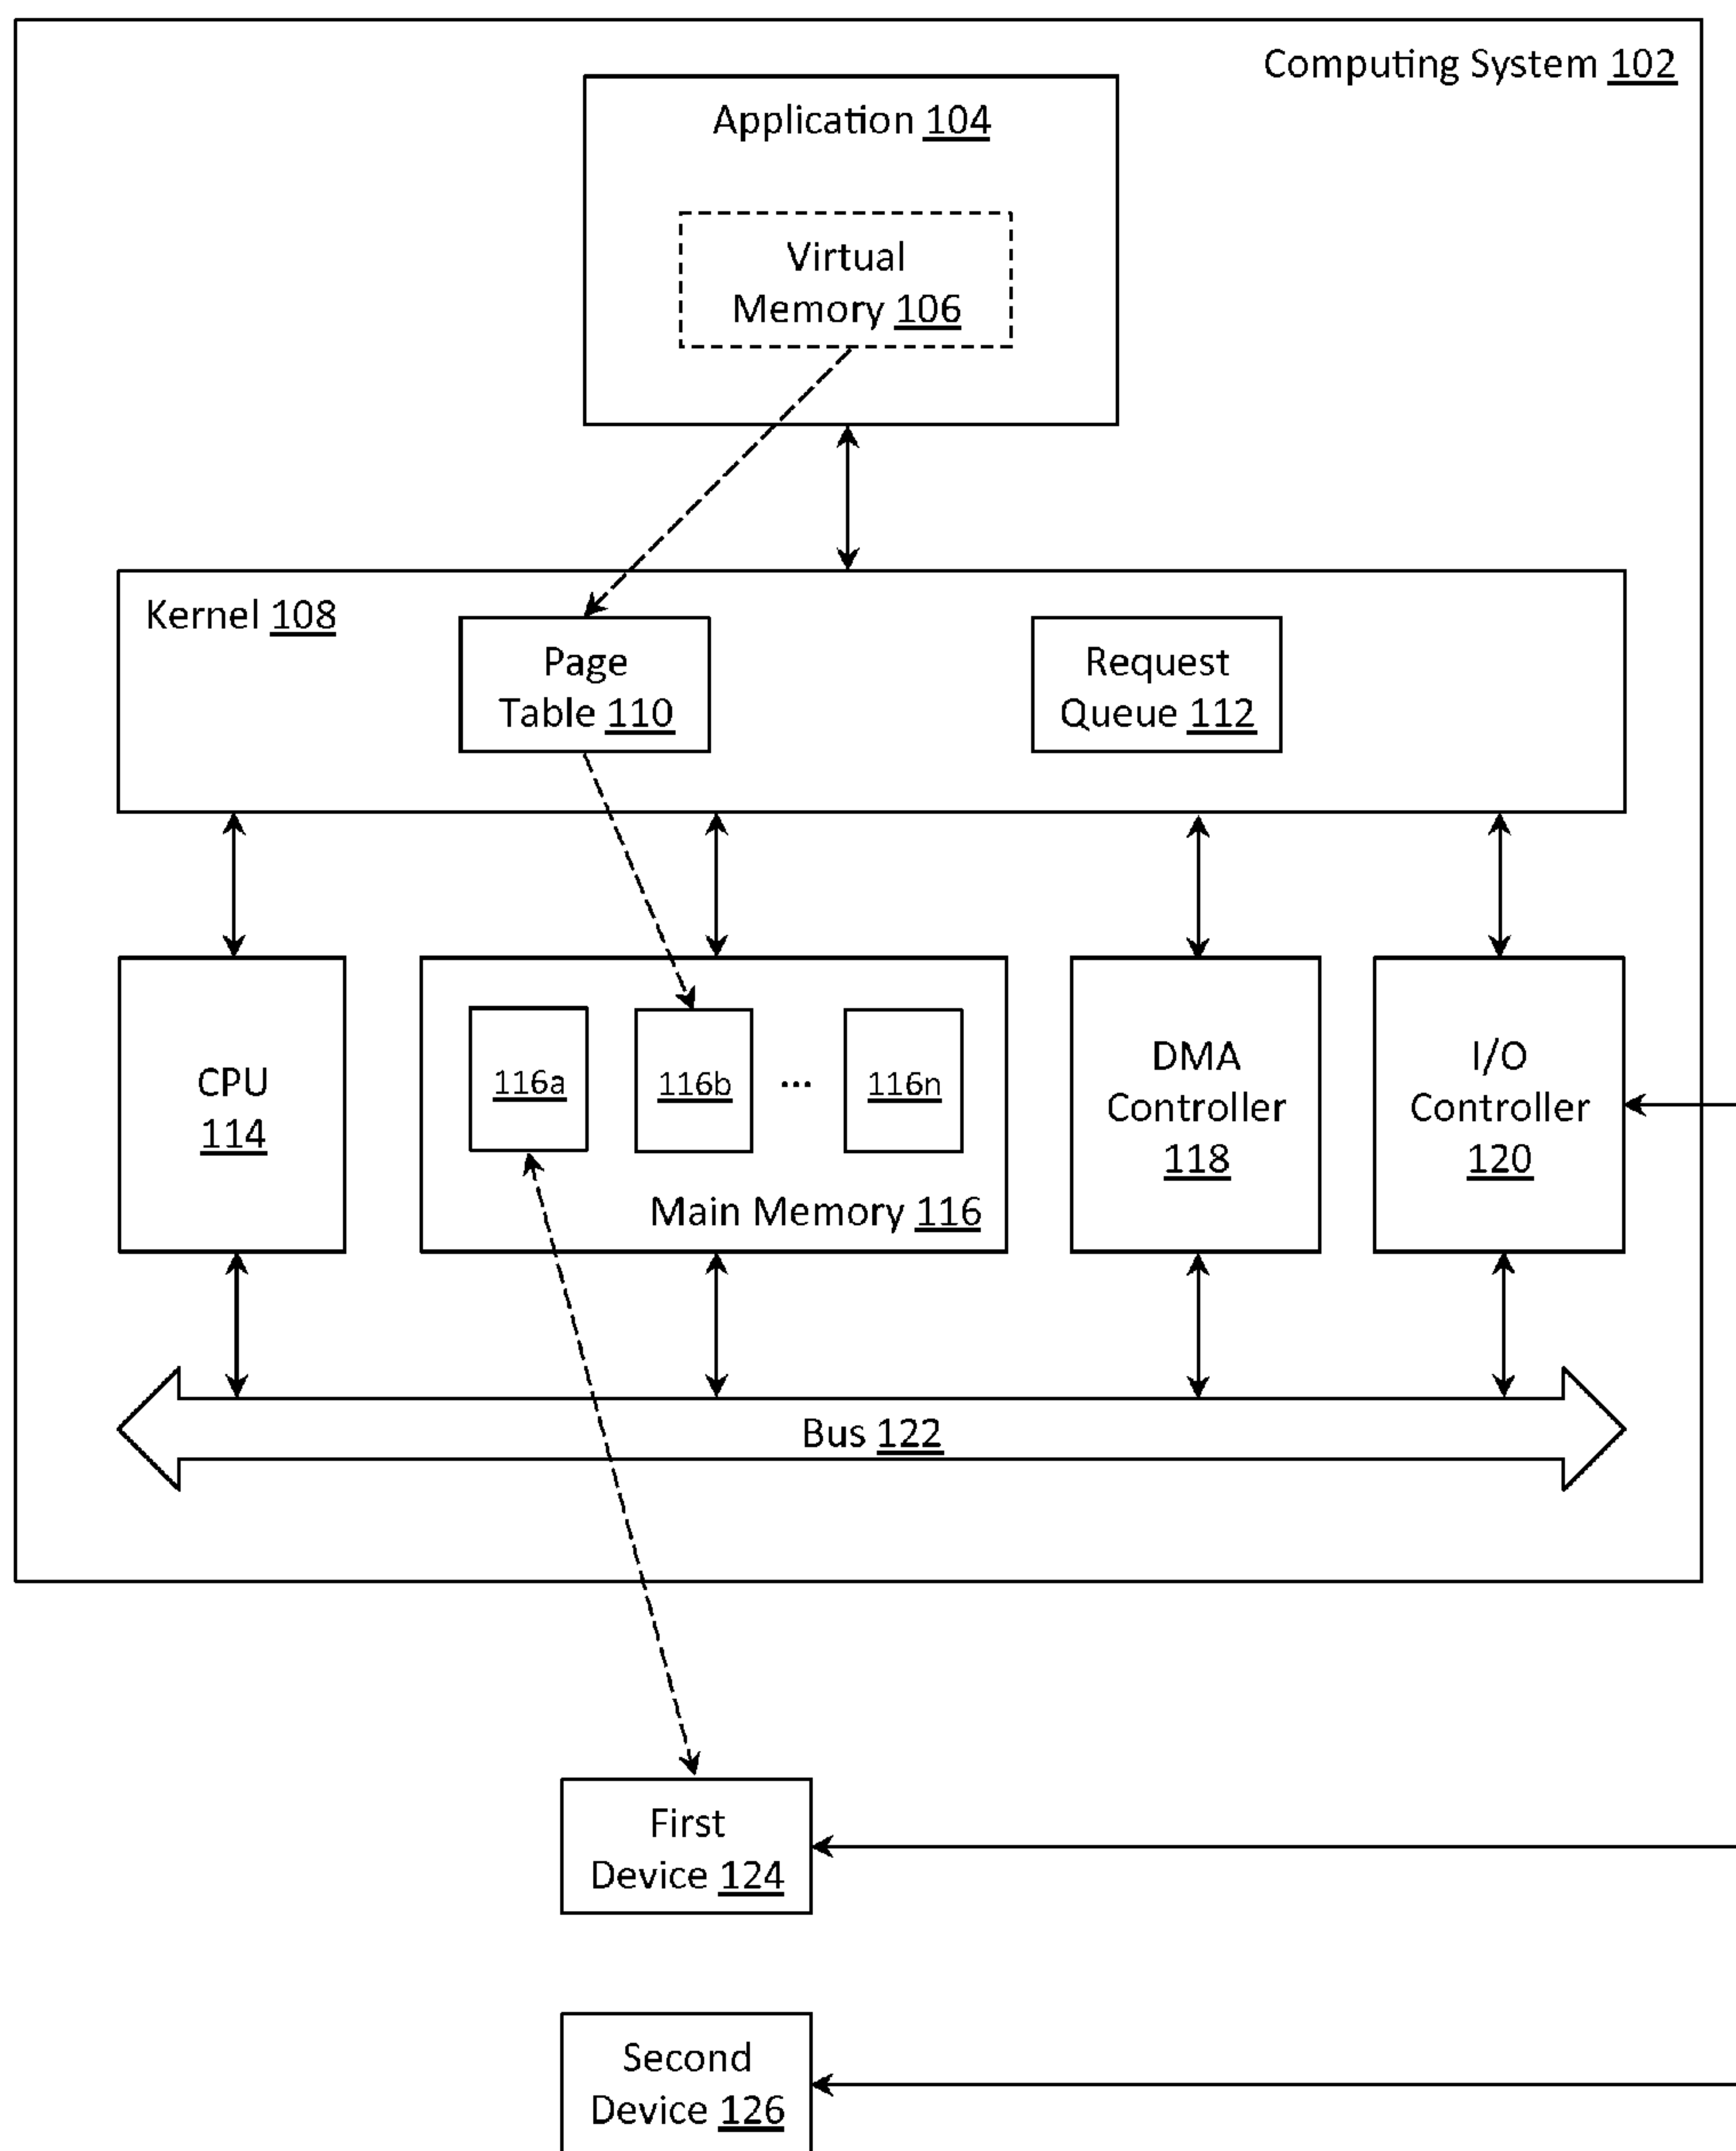 Computing System 102
Application 104
Virtual
Memory 106
Kernel 108
Page
Table 110
Request
Queue 112
CPU
114
116a
116b
...
116n
Main Memory 116
DMA
Controller
118
I/O
Controller
120
Bus 122
First
Device 124
Second
Device 126